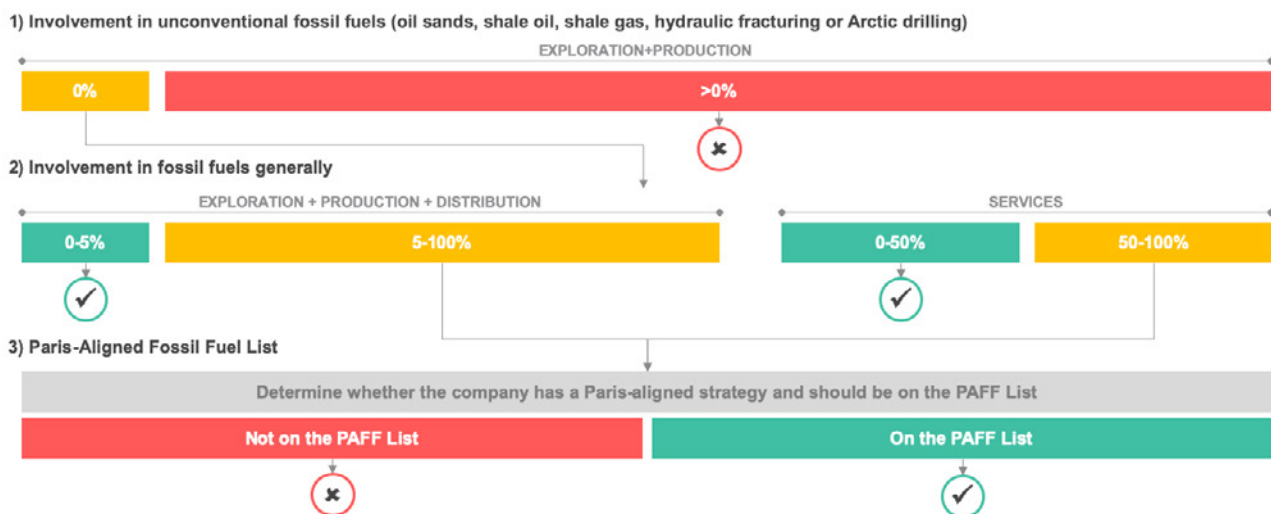 1) Involvement in unconventional fossil fuels (oil sands, shale oil, shale gas, hydraulic fracturing or Arctic drilling)
EXPLORATION+PRODUCTION
0%
>0%
2) Involvement in fossil fuels generally
EXPLORATION + PRODUCTION + DISTRIBUTION
SERVICES
0-5%
5-100%
0-50%
50-100%
3) Paris-Aligned Fossil Fuel List
Determine whether the company has a Paris-aligned strategy and should be on the PAFF List
Not on the PAFF List
On the PAFF List